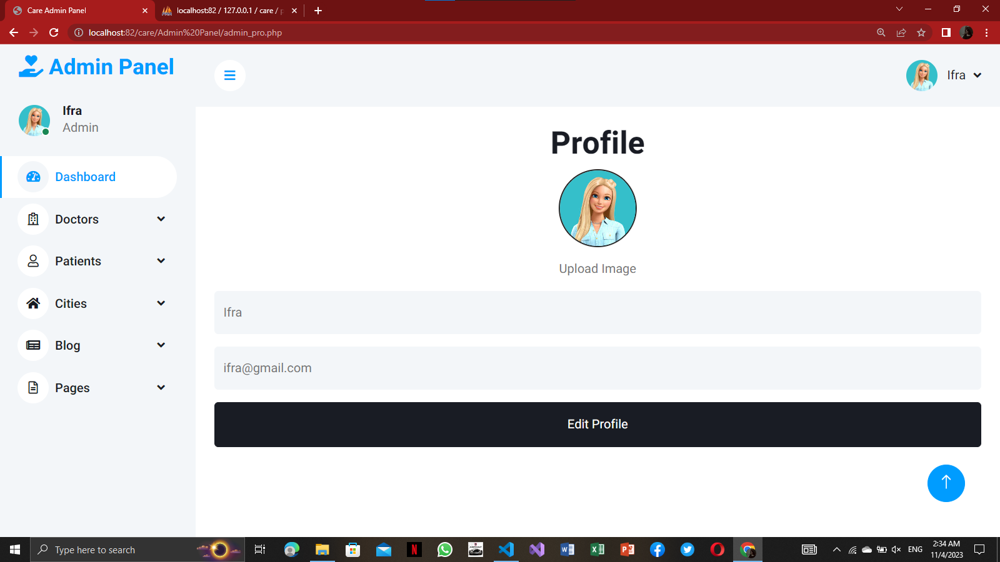 Care Admin Panel
localhost:82 / 127.0.0.1 / care /
localhost:82/care/Admin%20Panel/admin_pro.php
Admin Panel
Ifra
Ifra
Admin
Dashboard
Doctors
Patients
Cities
Blog
Pages
Profile
Upload Image
Ifra
ifra@gmail.com
Edit Profile
Type here to search
ENG
2:34 AM
11/4/2023